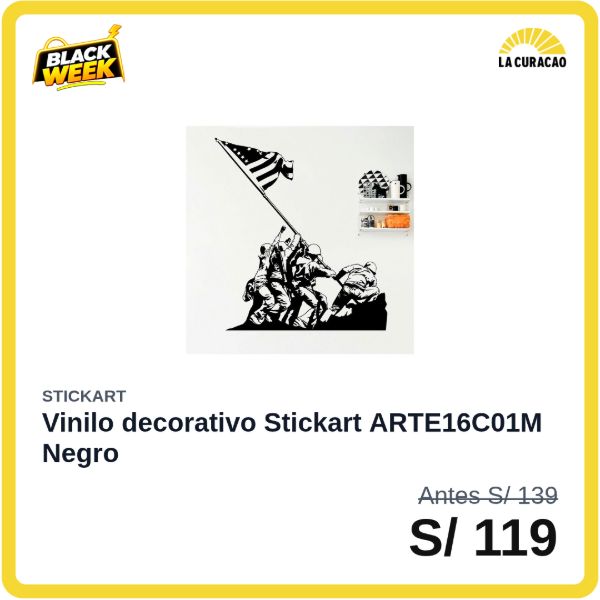 BLACK
WEEK
LA CURACAO
STICKART
Vinilo decorativo Stickart ARTE16C01M
Negro
Antes S/ 139
S/ 119